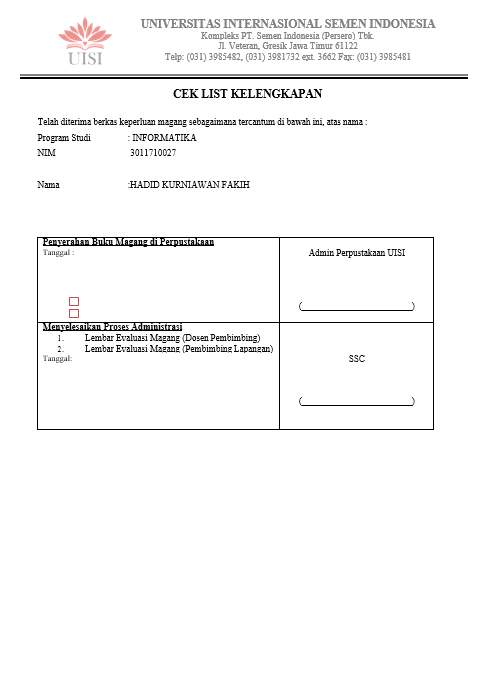 UNIVERSITAS INTERNASIONAL SEMEN INDONESIA
Kompleks PT. Semen Indonesia (Persero) Tbk.
Jl. Veteran, Gresik Jawa Timur 61122
Telp: (031) 3985482, (031) 3981732 ext. 3662 Fax: (031) 3985481
UISI
CEK LIST KELENGKAPAN
Telah diterima berkas keperluan magang sebagaimana tercantum di bawah ini, atas nama :
Program Studi : INFORMATIKA
NIM 3011710027
Nama :HADID KURNIAWAN FAKIH
Penyerahan Buku Magang di Perpustakaan
Tanggal :
Admin Perpustakaan UISI
(________________________)
Menyelesaikan Proses Administrasi
1. Lembar Evaluasi Magang (Dosen Pembimbing)
2. Lembar Evaluasi Magang (Pembimbing Lapangan)
Tanggal:
SSC
(________________________)